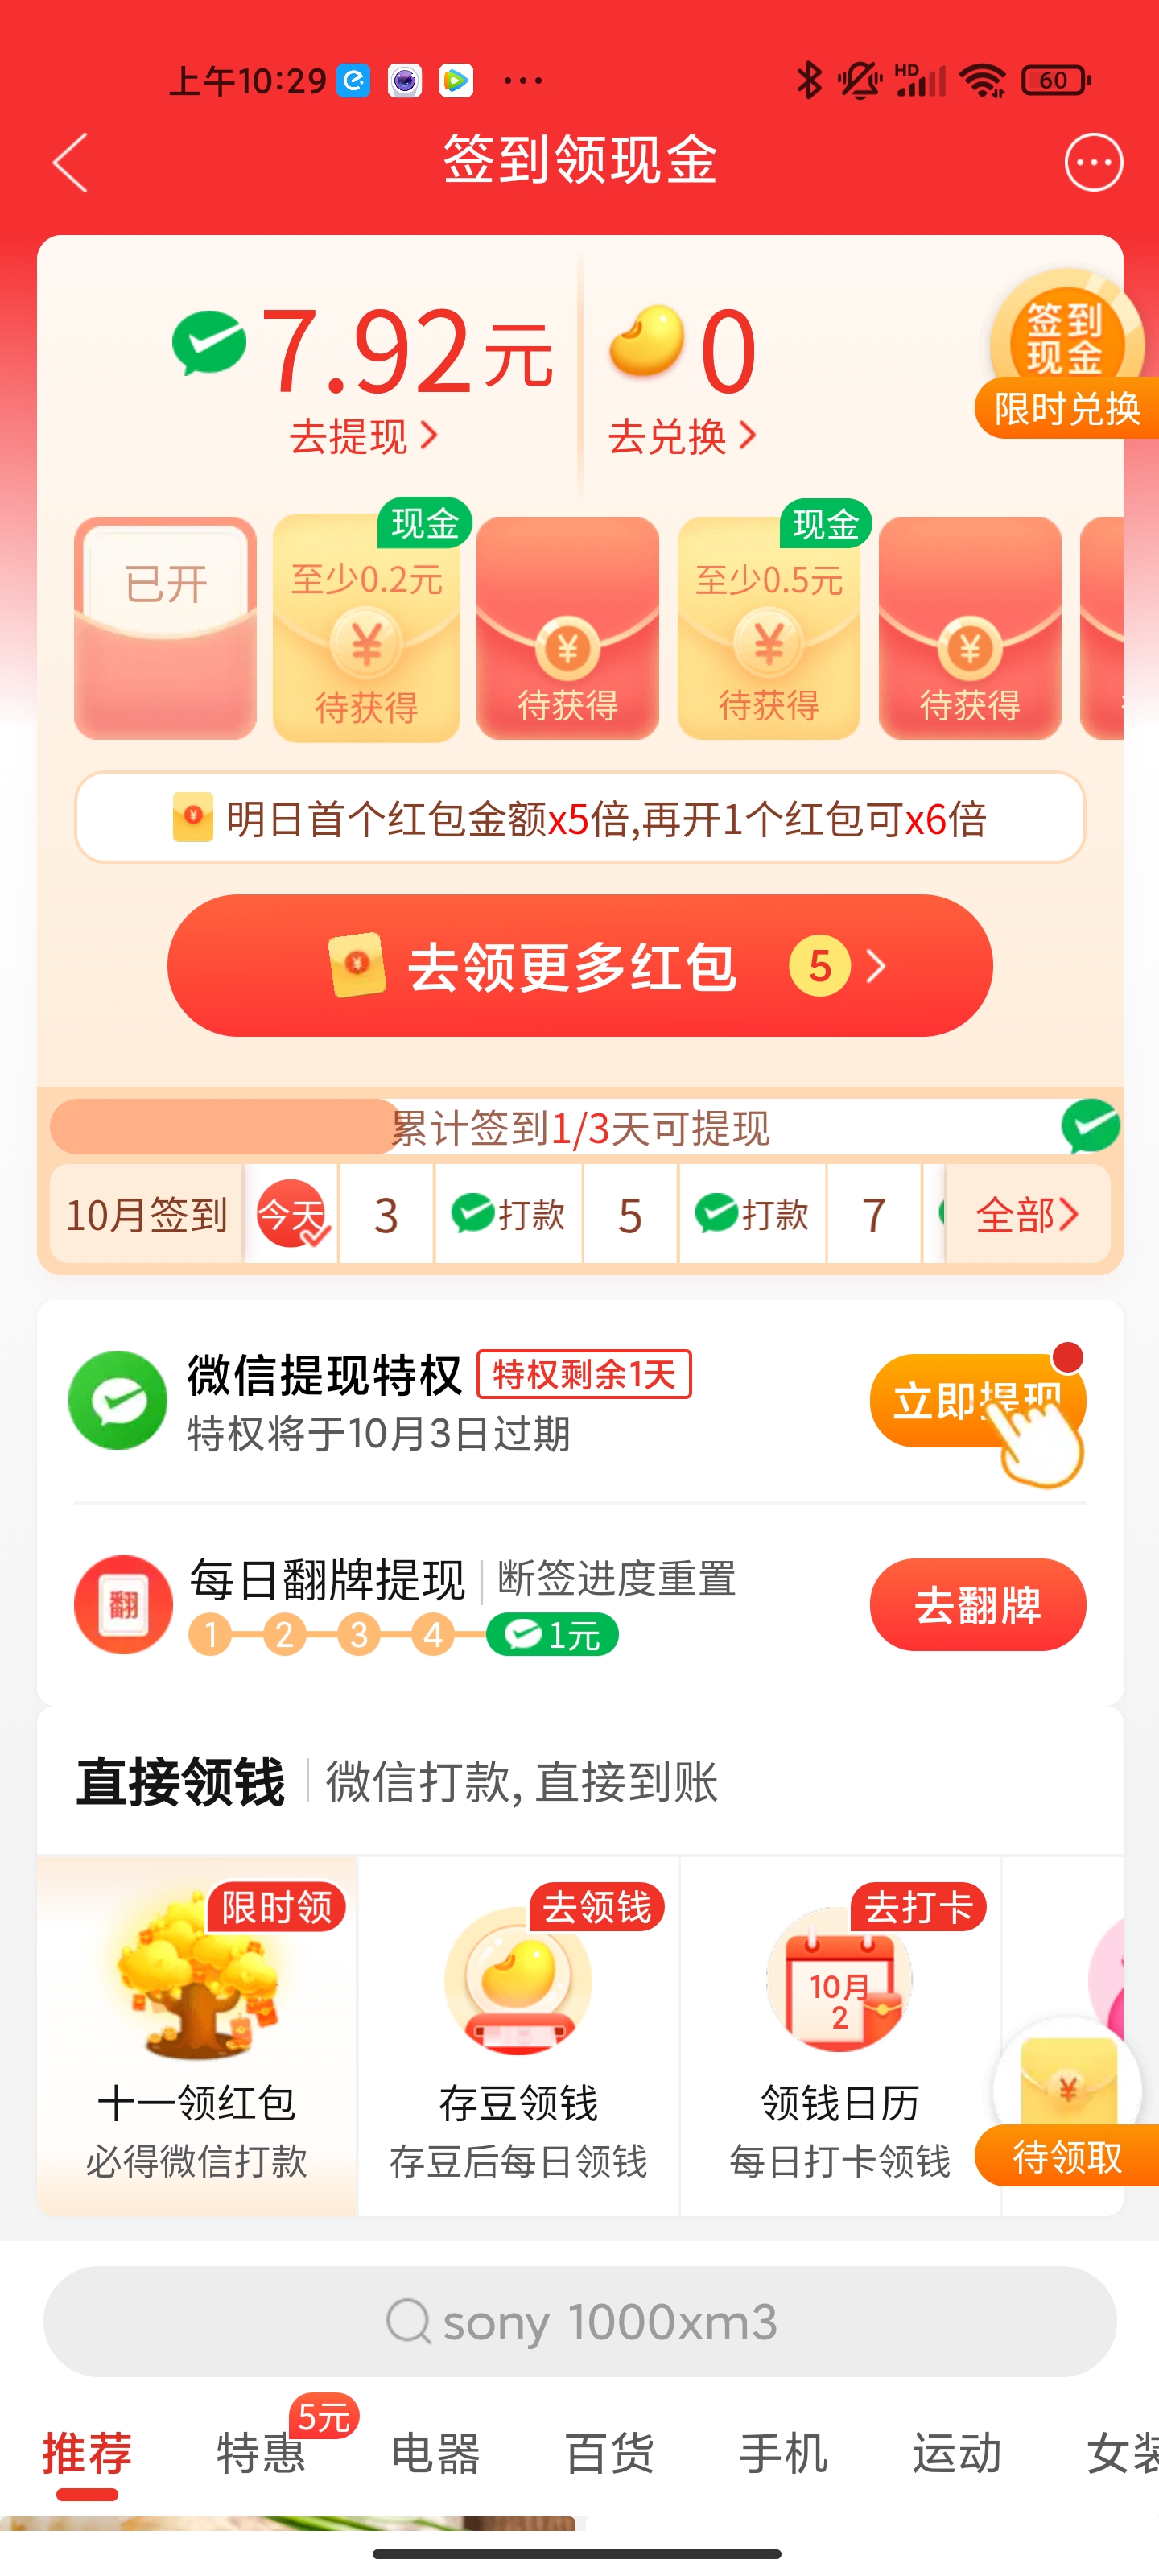 上午10:29
HD
60
签到领现金
7.92元
0
去提现
去兑换
签到
现金
限时兑换
已开
现金
至少0.2元
待获得
待获得
现金
至少0.5元
待获得
待获得
明日首个红包金额x5倍,再开1个红包可x6倍
去领更多红包 5
累计签到1/3天可提现
10月签到 今天 3 打款 5 打款 7 全部
微信提现特权 特权剩余1天
特权将于10月3日过期
立即提现
翻
每日翻牌提现 断签进度重置
1 2 3 4 1元
去翻牌
直接领钱 微信打款, 直接到账
限时领
十一领红包
必得微信打款
去领钱
存豆领钱
存豆后每日领钱
去打卡
10月
2
领钱日历
每日打卡领钱
待领取
sony 1000xm3
5元
推荐 特惠 电器 百货 手机 运动 女装